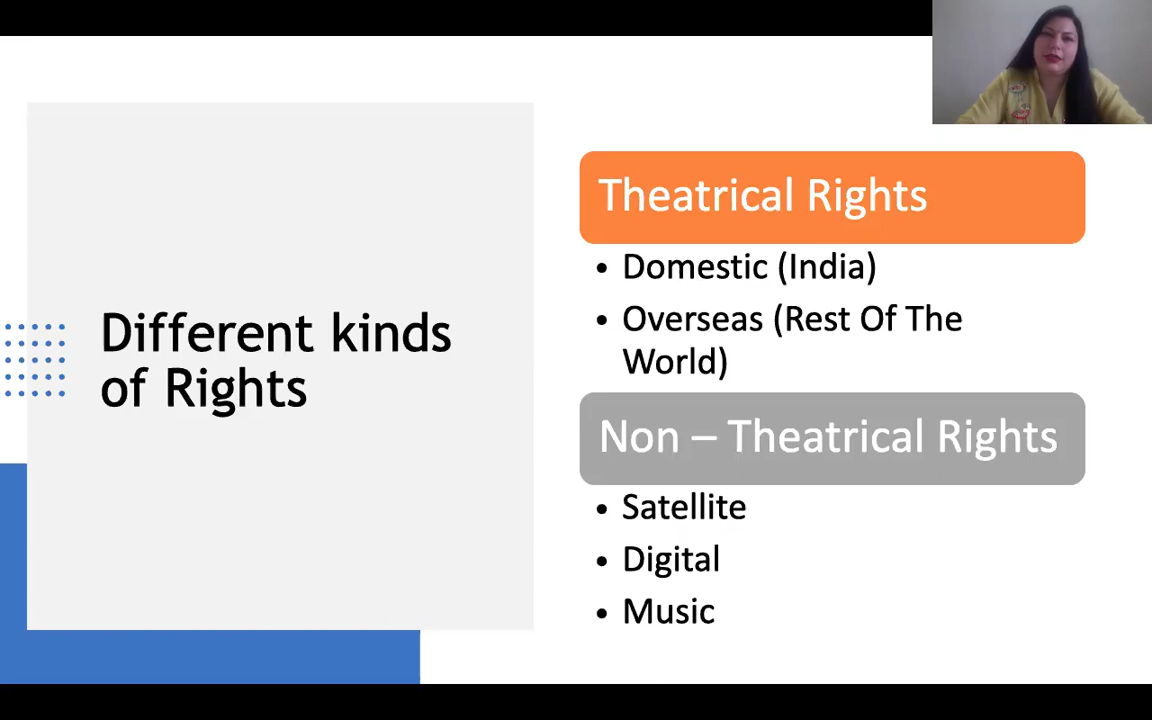 Different kinds
of Rights
Theatrical Rights
• Domestic (India)
• Overseas (Rest Of The
World)
Non – Theatrical Rights
• Satellite
• Digital
• Music